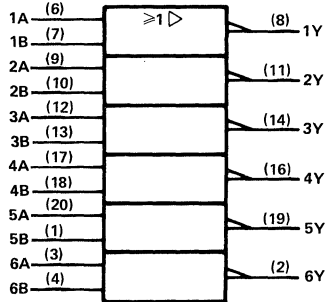 1A (6) ≥1 ▷ (8) 1Y
1B (7)
2A (9) (11) 2Y
2B (10)
3A (12) (14) 3Y
3B (13)
4A (17) (16) 4Y
4B (18)
5A (20) (19) 5Y
5B (1)
6A (3) (2) 6Y
6B (4)